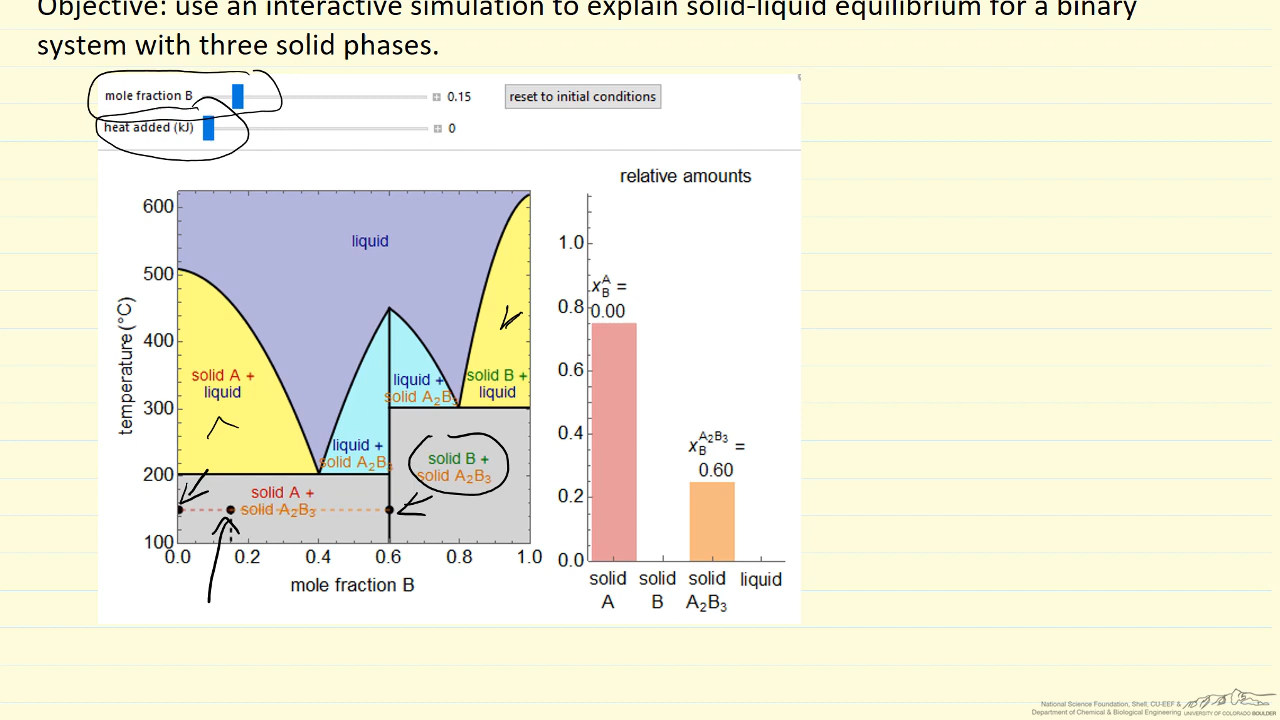 Objective: use an interactive simulation to explain solid-liquid equilibrium for a binary
system with three solid phases.
mole fraction B
0.15
reset to initial conditions
heat added (kJ)
0
relative amounts
600
500
400
300
200
100
temperature (°C)
liquid
solid A +
liquid
liquid +
solid A₂B₃
liquid +
solid A₂B₃
solid B +
liquid
solid B +
solid A₂B₃
solid A +
solid A₂B₃
0.0 0.2 0.4 0.6 0.8 1.0
mole fraction B
1.0
0.8
0.6
0.4
0.2
0.0
x_B^A =
0.00
x_B^A₂B₃ =
0.60
solid solid solid liquid
A B A₂B₃
National Science Foundation, Shell, CU-EEF &
Department of Chemical & Biological Engineering UNIVERSITY OF COLORADO BOULDER